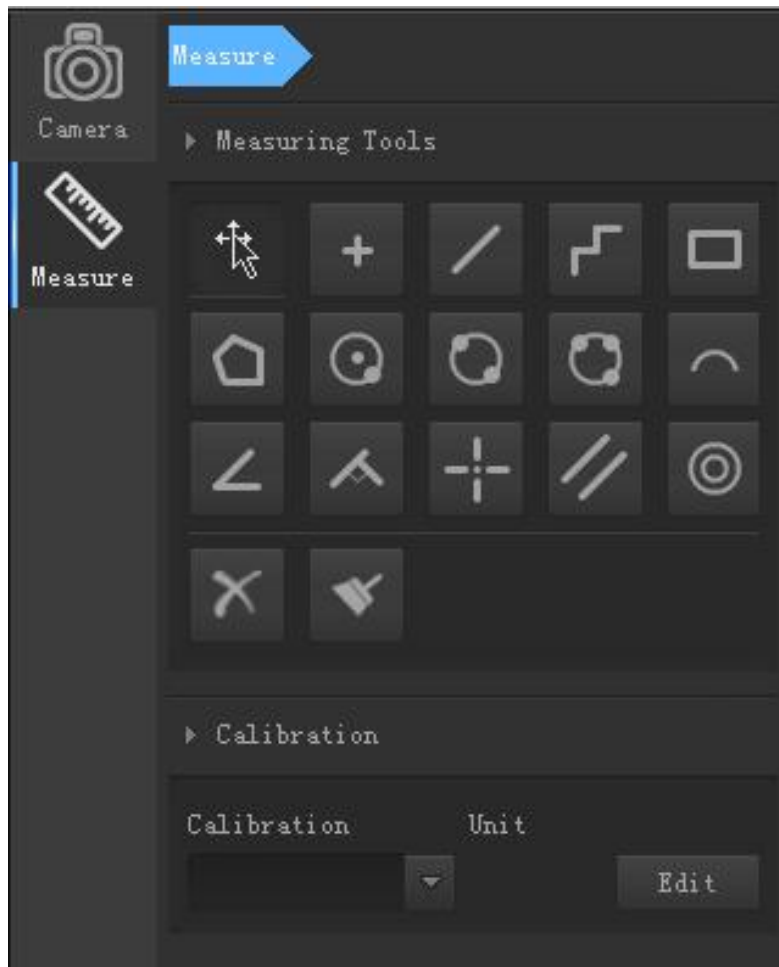 Camera
Measure
Measure
Measuring Tools
Calibration
Calibration
Unit
Edit